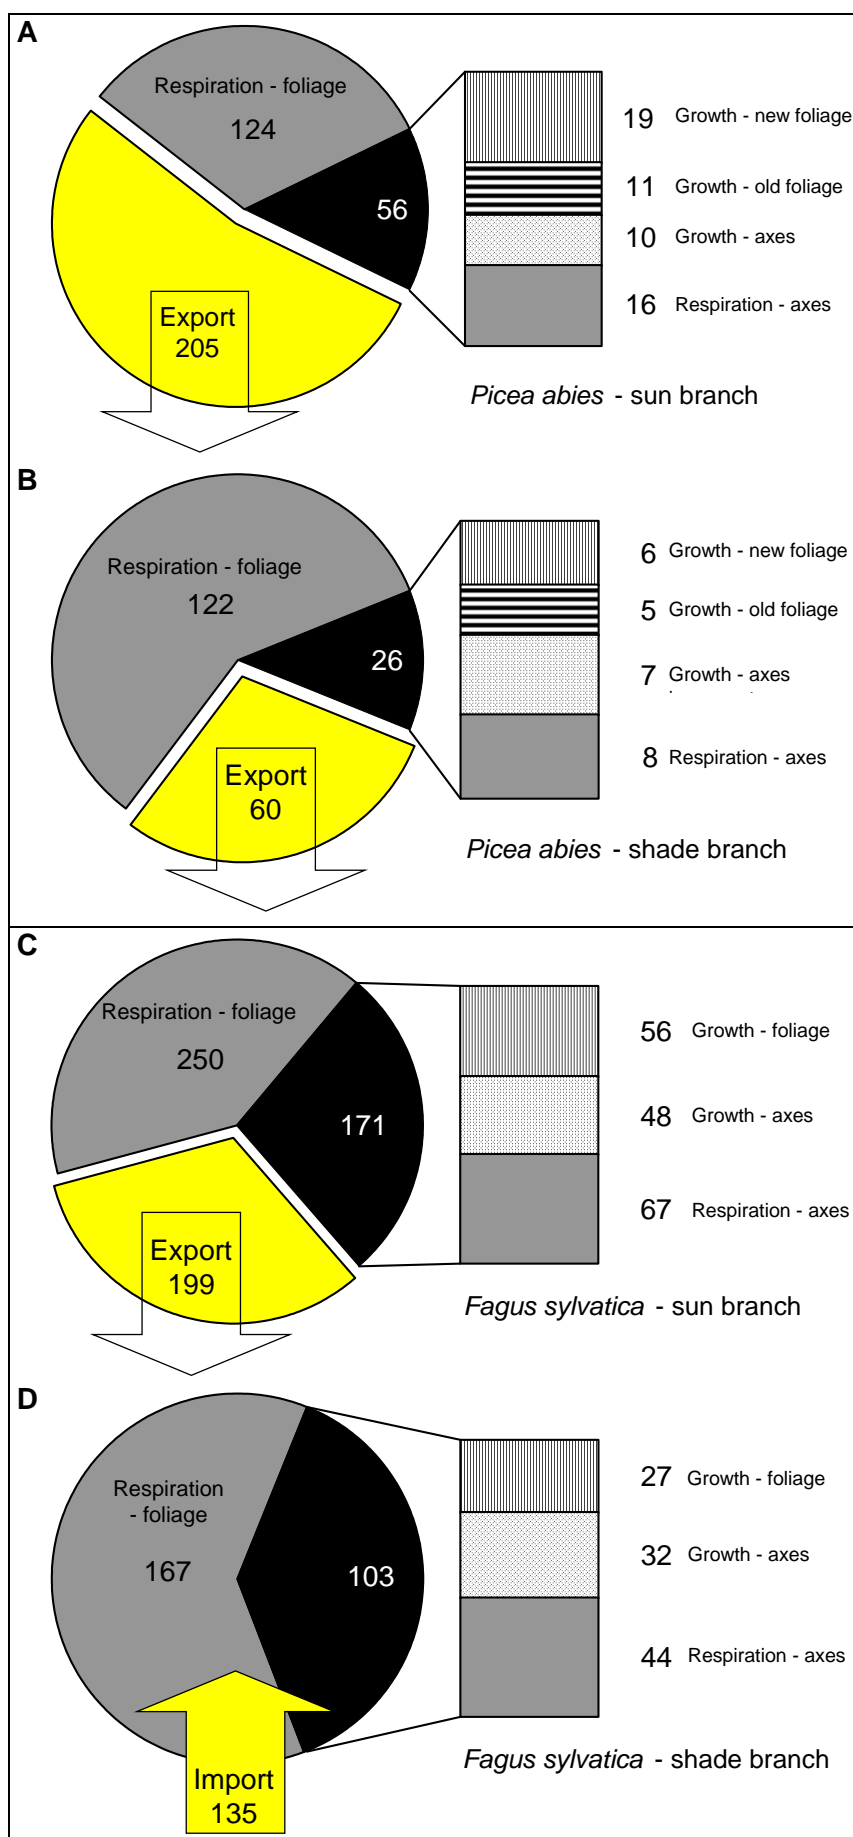 A
Respiration - foliage
124
56
Export
205
19 Growth - new foliage
11 Growth - old foliage
10 Growth - axes
16 Respiration - axes
Picea abies - sun branch
B
Respiration - foliage
122
26
Export
60
6 Growth - new foliage
5 Growth - old foliage
7 Growth - axes
8 Respiration - axes
Picea abies - shade branch
C
Respiration - foliage
250
171
Export
199
56 Growth - foliage
48 Growth - axes
67 Respiration - axes
Fagus sylvatica - sun branch
D
Respiration
- foliage
167
103
Import
135
27 Growth - foliage
32 Growth - axes
44 Respiration - axes
Fagus sylvatica - shade branch